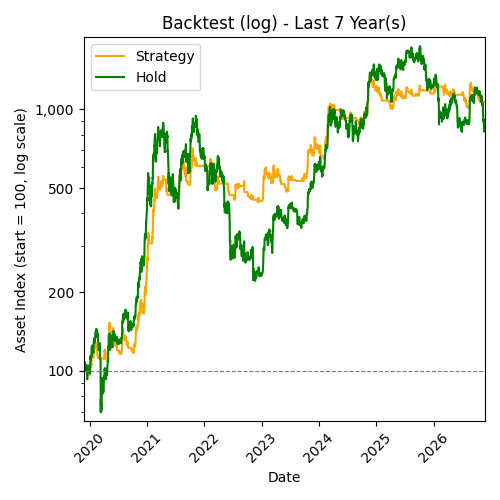 Backtest (log) - Last 7 Year(s)
Strategy
Hold
Asset Index (start = 100, log scale)
1,000
500
200
100
2020
2021
2022
2023
2024
2025
2026
Date